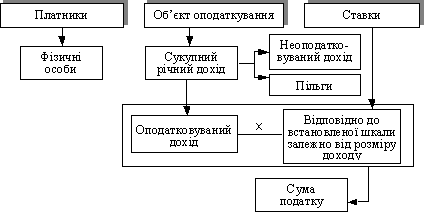 Платники
Об’єкт оподаткування
Ставки
Фізичні
особи
Сукупний
річний дохід
Неоподатко-
вуваний дохід
Пільги
Оподатковуваний
дохід
X
Відповідно до
встановленої шкали
залежно від розміру
доходу
Сума
податку